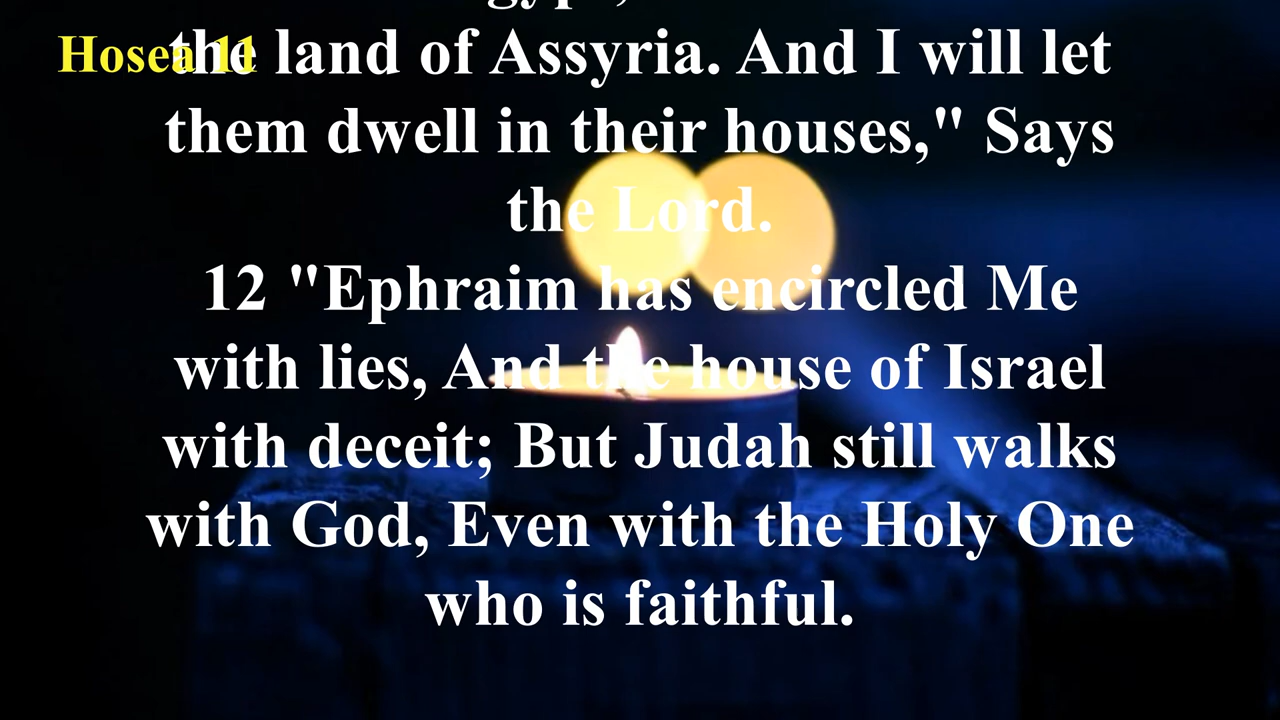 Hosea 11
the land of Assyria. And I will let
them dwell in their houses," Says
the Lord.
12 "Ephraim has encircled Me
with lies, And the house of Israel
with deceit; But Judah still walks
with God, Even with the Holy One
who is faithful.